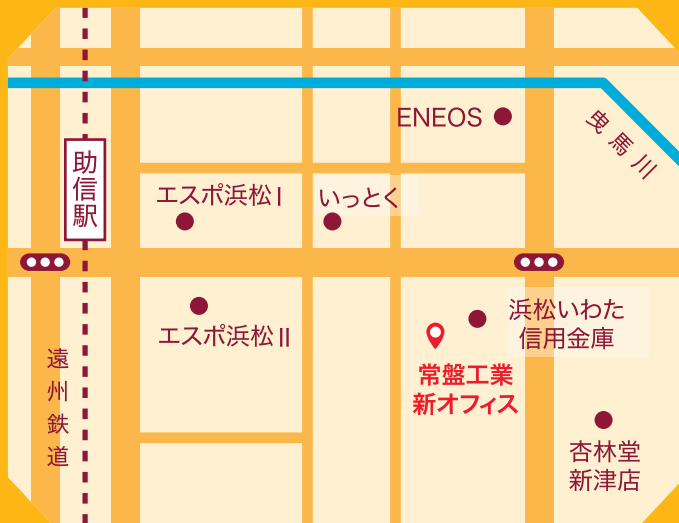 ENEOS
曳馬川
助信駅
エスポ浜松Ⅰ
いっとく
エスポ浜松Ⅱ
浜松いわた
信用金庫
常盤工業
新オフィス
遠州鉄道
杏林堂
新津店